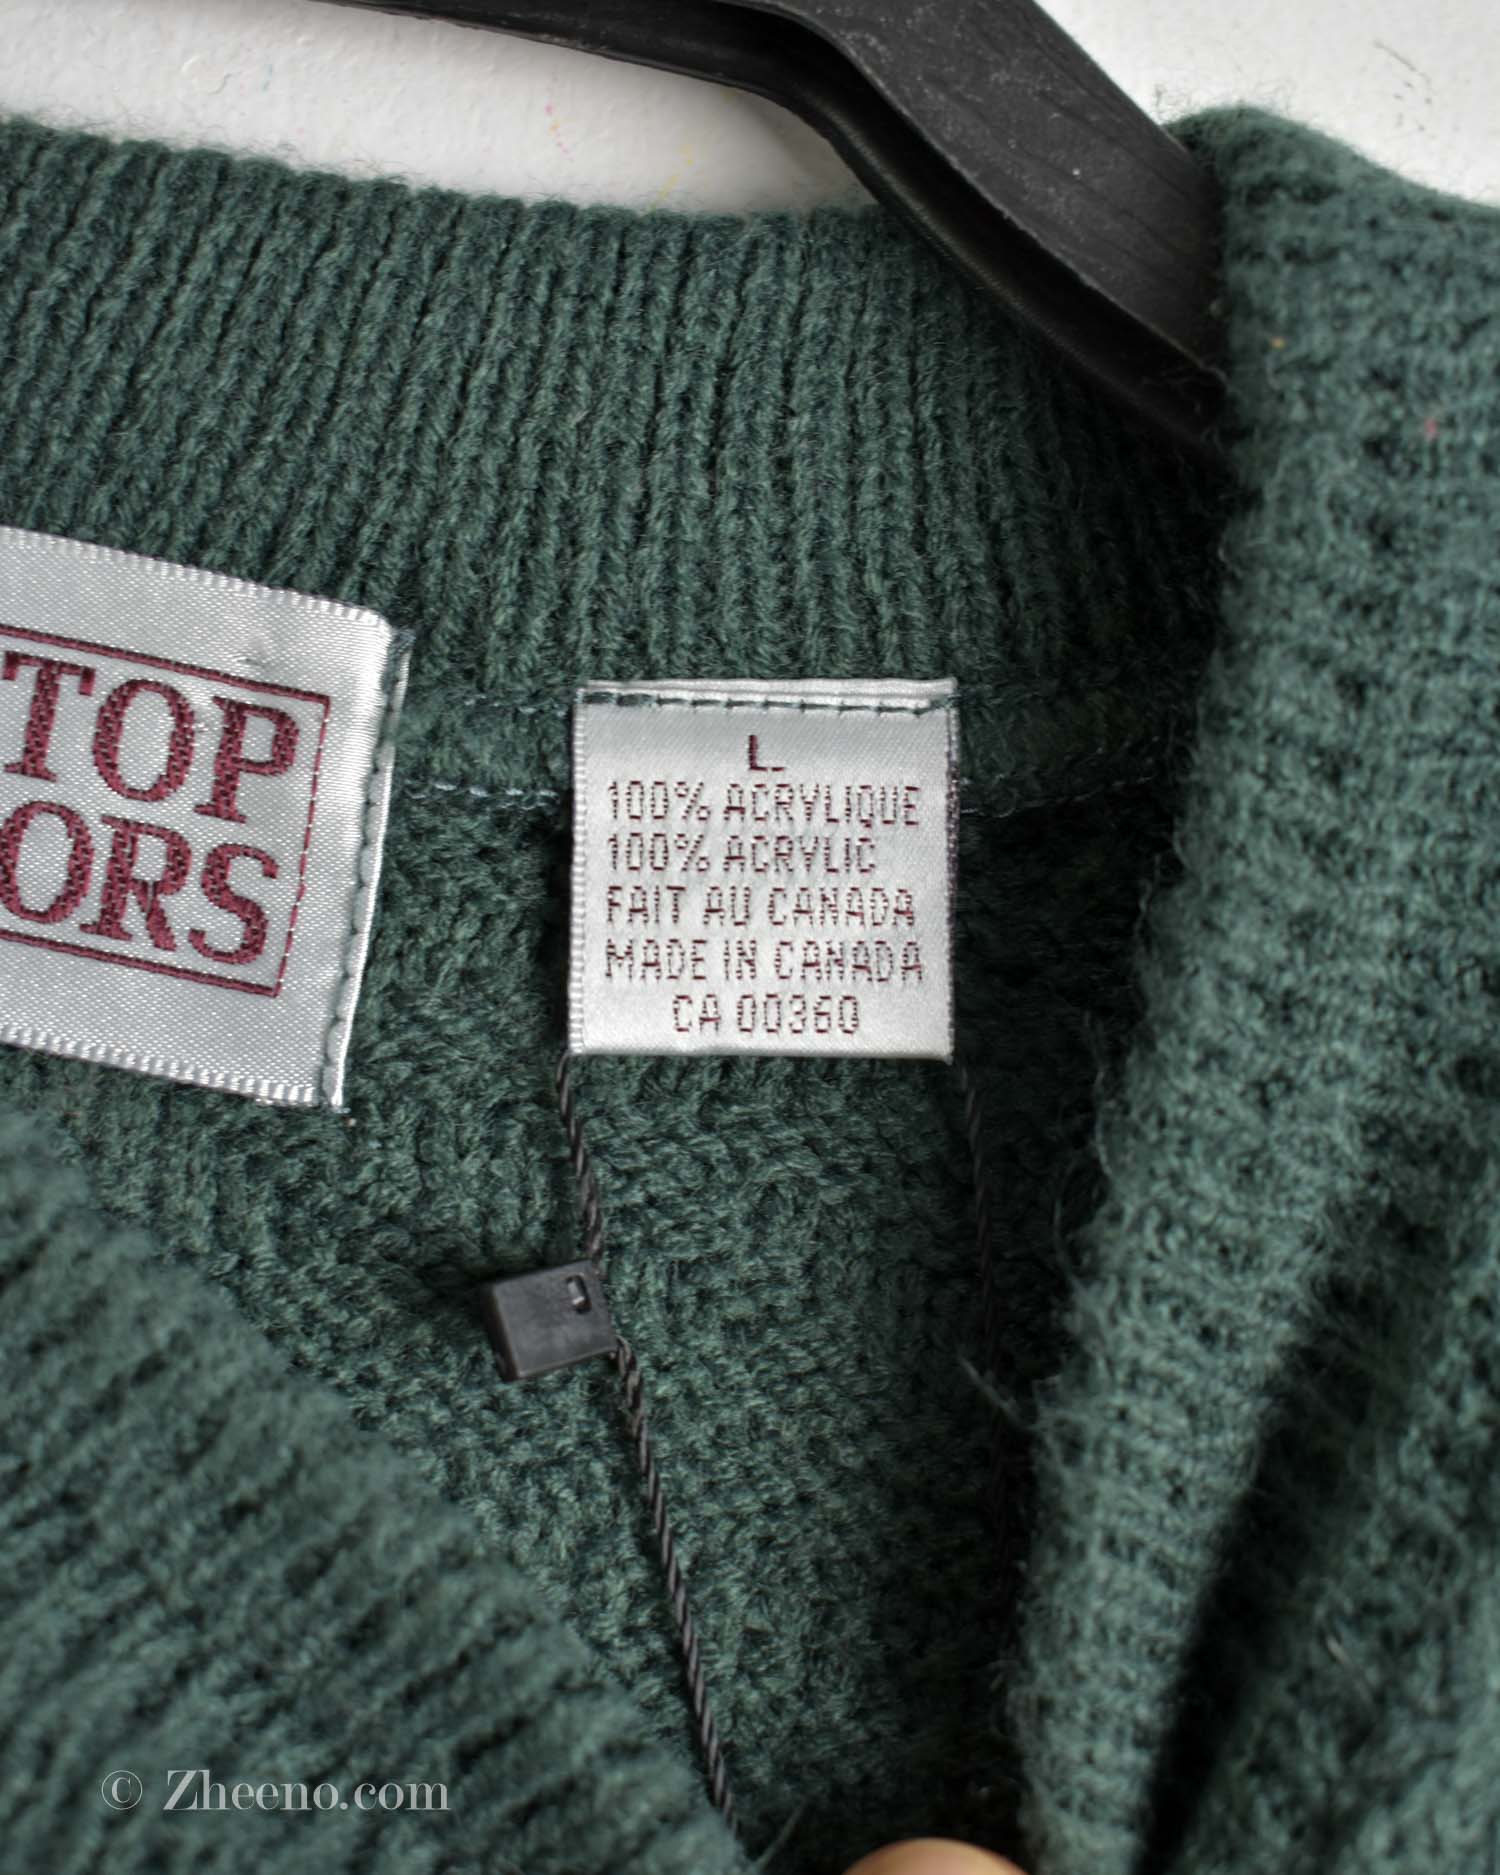 TOP
ORS
L
100% ACRYLIQUE
100% ACRYLIC
FAIT AU CANADA
MADE IN CANADA
CA 00360
© Zheeno.com